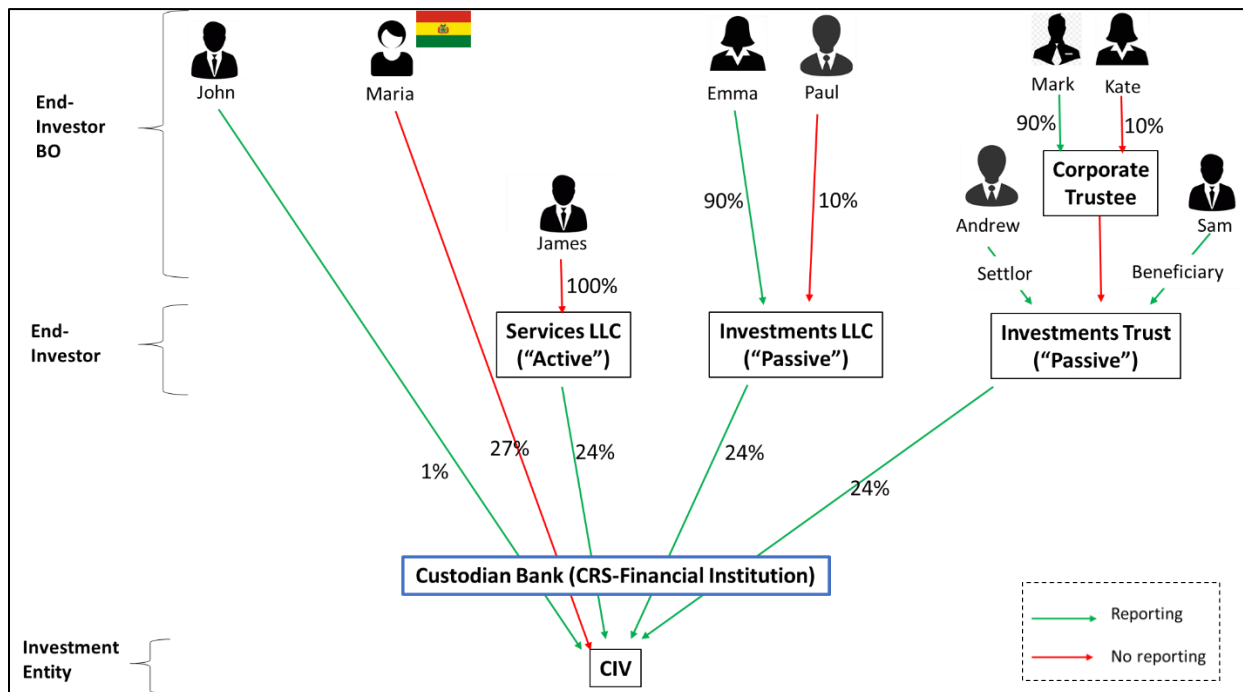 End-
Investor
BO
John
Maria
Emma
Paul
Mark
Kate
90%
10%
Corporate
Trustee
90%
10%
James
Andrew
Sam
Settlor
Beneficiary
100%
Services LLC
(“Active”)
Investments LLC
(“Passive”)
Investments Trust
(“Passive”)
End-
Investor
1%
27%
24%
24%
24%
Custodian Bank (CRS-Financial Institution)
Investment
Entity
CIV
Reporting
No reporting